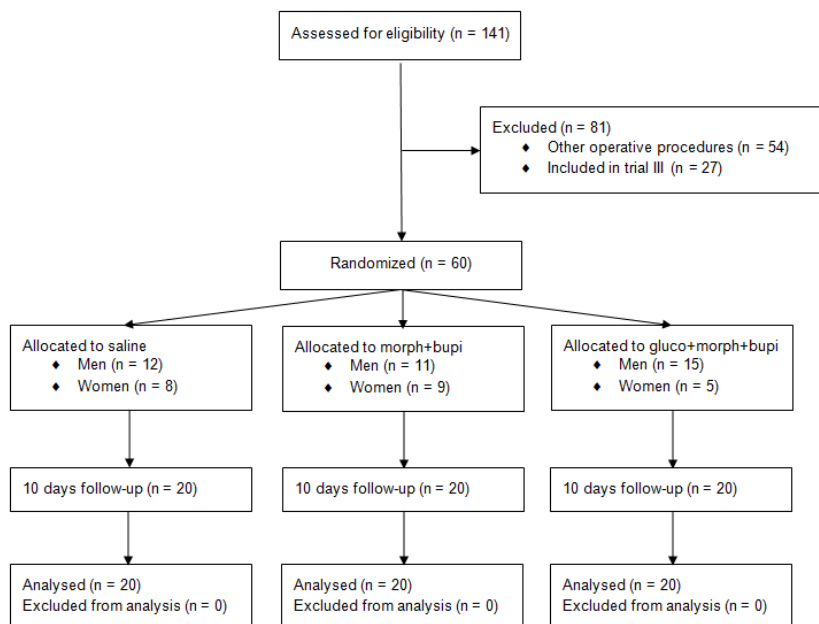 Assessed for eligibility (n = 141)
Excluded (n = 81)
♦ Other operative procedures (n = 54)
♦ Included in trial III (n = 27)
Randomized (n = 60)
Allocated to saline
♦ Men (n = 12)
♦ Women (n = 8)
Allocated to morph+bupi
♦ Men (n = 11)
♦ Women (n = 9)
Allocated to gluco+morph+bupi
♦ Men (n = 15)
♦ Women (n = 5)
10 days follow-up (n = 20)
10 days follow-up (n = 20)
10 days follow-up (n = 20)
Analysed (n = 20)
Excluded from analysis (n = 0)
Analysed (n = 20)
Excluded from analysis (n = 0)
Analysed (n = 20)
Excluded from analysis (n = 0)